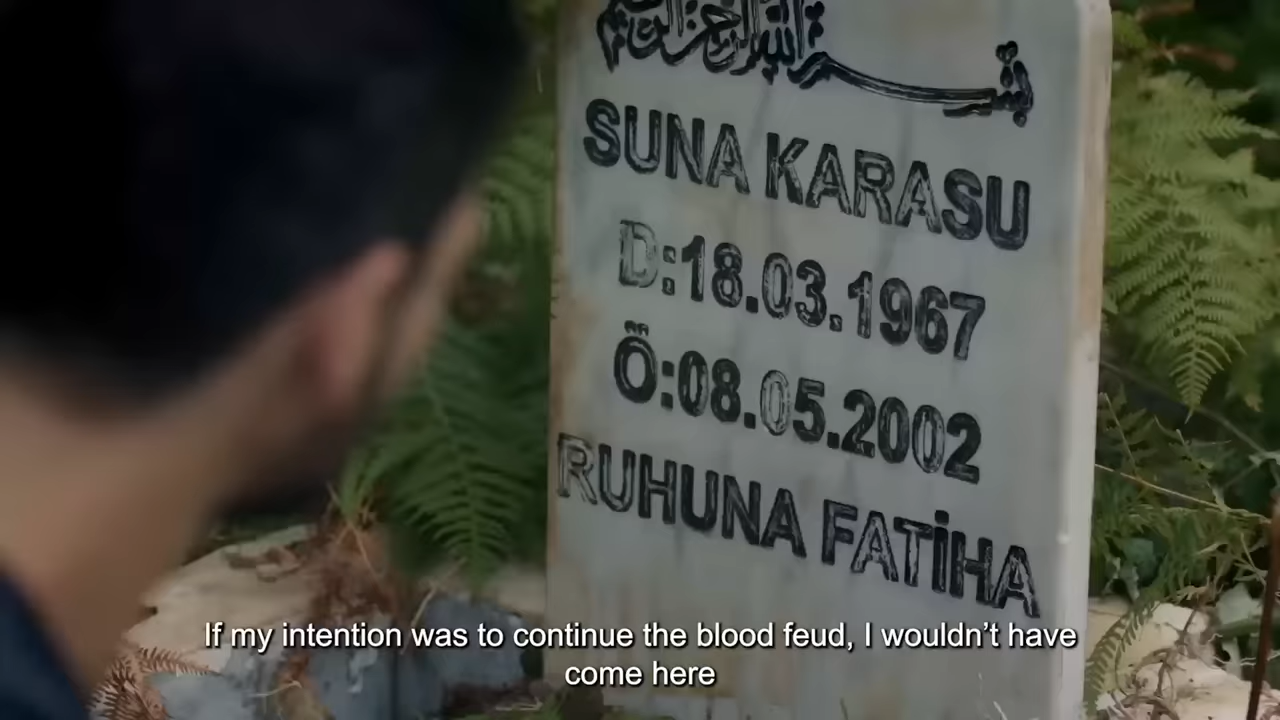 بسم الله الرحمن الرحيم
SUNA KARASU
D:18.03.1967
Ö:08.05.2002
RUHUNA FATİHA
If my intention was to continue the blood feud, I wouldn’t have
come here